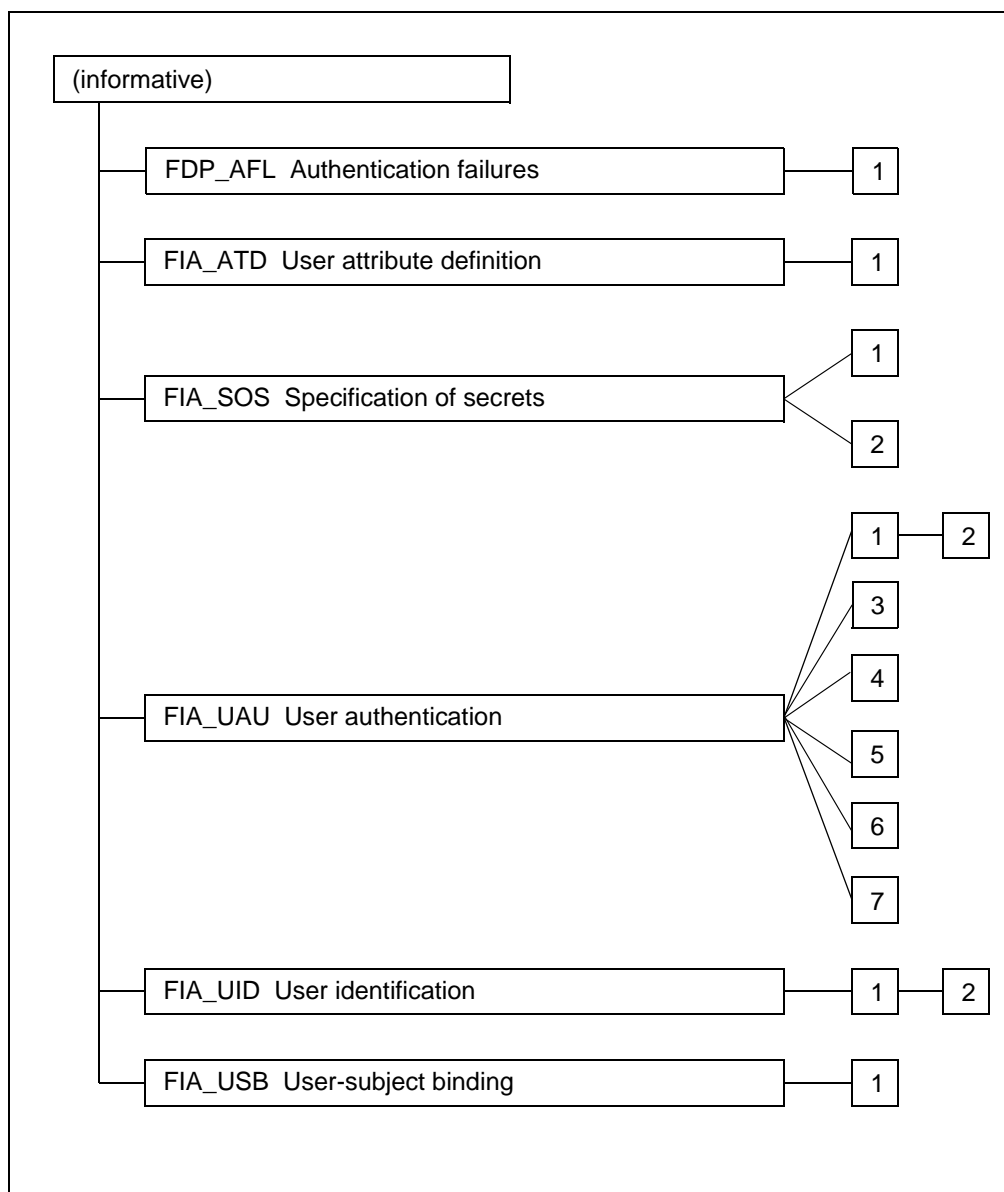 (informative)
FDP_AFL Authentication failures 1
FIA_ATD User attribute definition 1
1
FIA_SOS Specification of secrets
2
1 2
3
4
FIA_UAU User authentication
5
6
7
FIA_UID User identification 1 2
FIA_USB User-subject binding 1